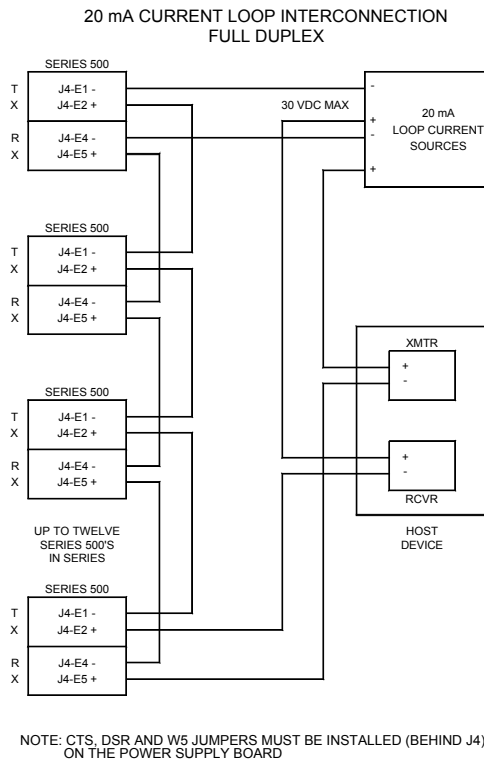 20 mA CURRENT LOOP INTERCONNECTION
FULL DUPLEX
SERIES 500
T
X
J4-E1 -
J4-E2 +
R
X
J4-E4 -
J4-E5 +
30 VDC MAX
-
+
-
+
20 mA
LOOP CURRENT
SOURCES
SERIES 500
T
X
J4-E1 -
J4-E2 +
R
X
J4-E4 -
J4-E5 +
XMTR
+
-
SERIES 500
T
X
J4-E1 -
J4-E2 +
R
X
J4-E4 -
J4-E5 +
+
-
RCVR
UP TO TWELVE
SERIES 500'S
IN SERIES
HOST
DEVICE
SERIES 500
T
X
J4-E1 -
J4-E2 +
R
X
J4-E4 -
J4-E5 +
NOTE: CTS, DSR AND W5 JUMPERS MUST BE INSTALLED (BEHIND J4)
ON THE POWER SUPPLY BOARD